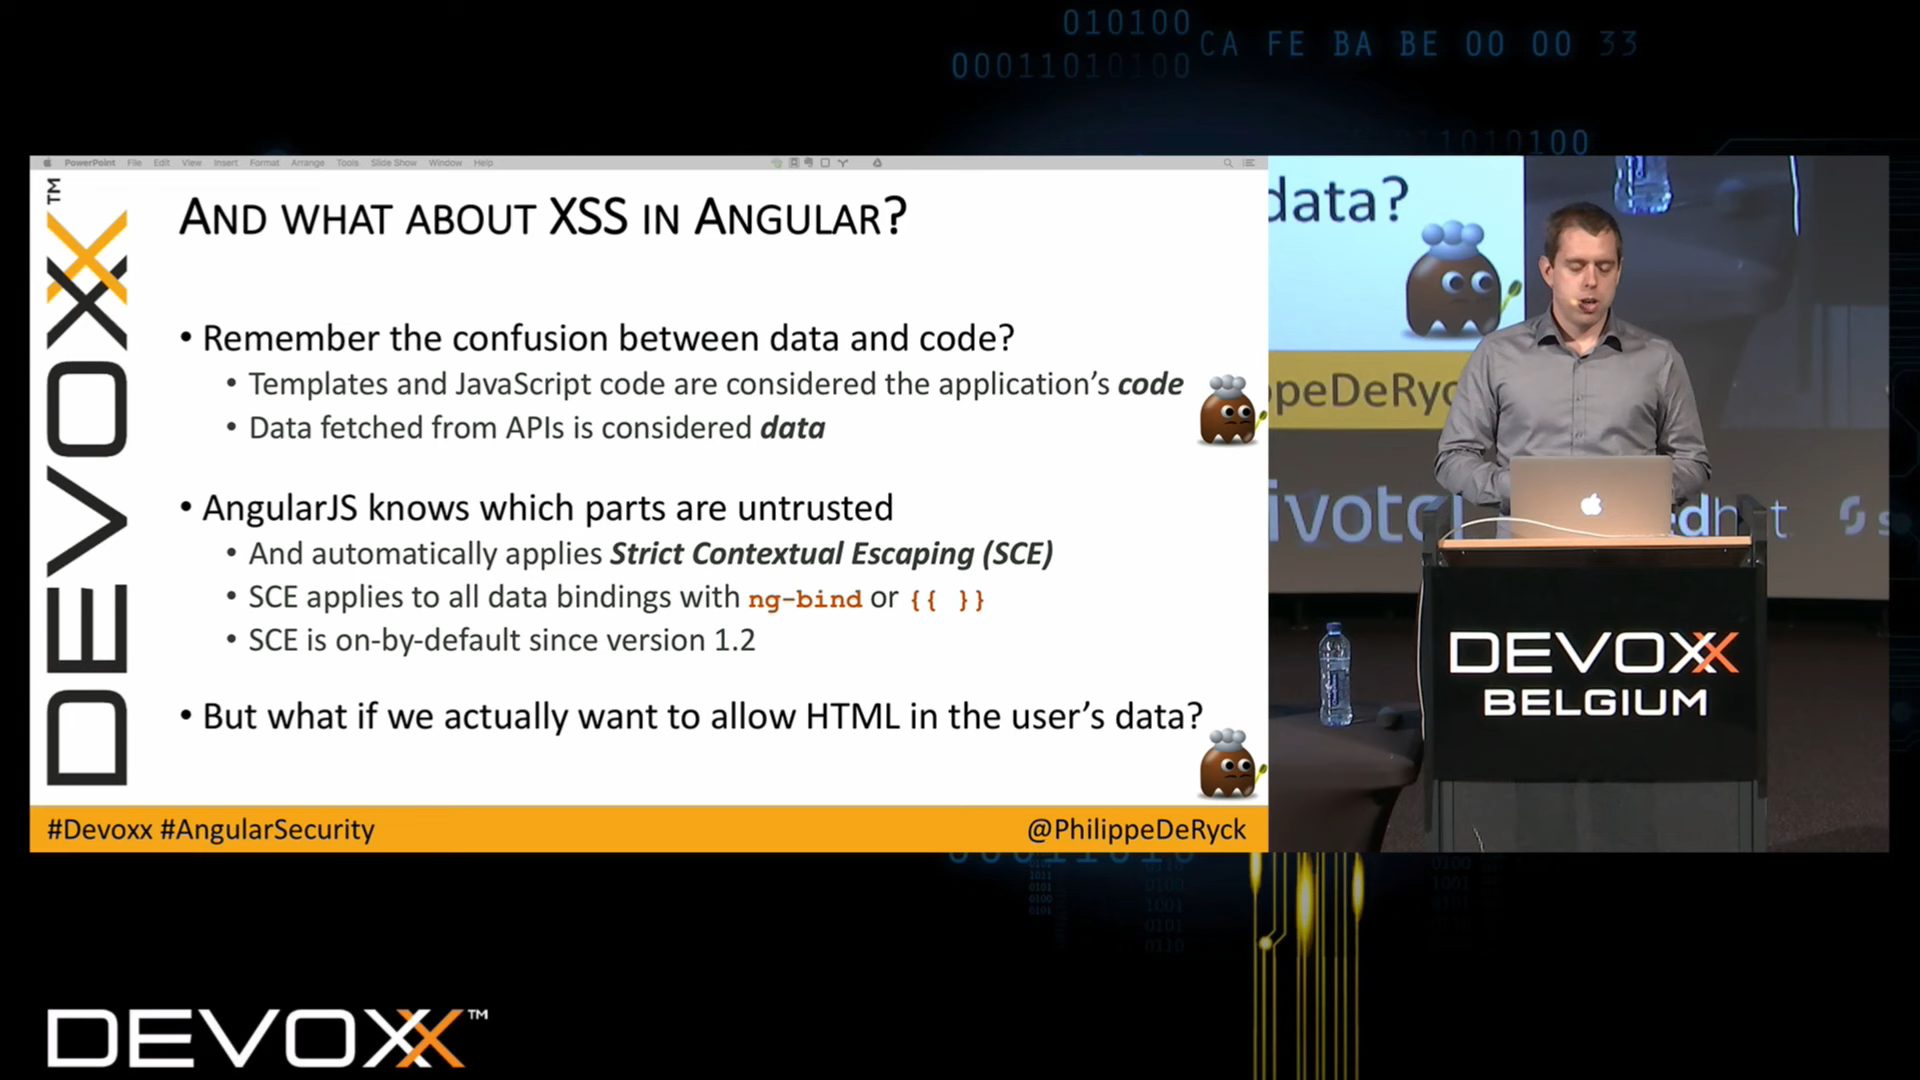 010100
CA FE BA BE 00 00 33
00011010100
1010100
PowerPoint File Edit View Insert Format Arrange Tools Slide Show Window Help
DEVOXX™
AND WHAT ABOUT XSS IN ANGULAR?
• Remember the confusion between data and code?
• Templates and JavaScript code are considered the application's code
• Data fetched from APIs is considered data
• AngularJS knows which parts are untrusted
• And automatically applies Strict Contextual Escaping (SCE)
• SCE applies to all data bindings with ng-bind or {{ }}
• SCE is on-by-default since version 1.2
• But what if we actually want to allow HTML in the user's data?
#Devoxx #AngularSecurity
@PhilippeDeRyck
data?
ppeDeRyc
ivota
edh t
s
DEVOXX
BELGIUM
DEVOXX™